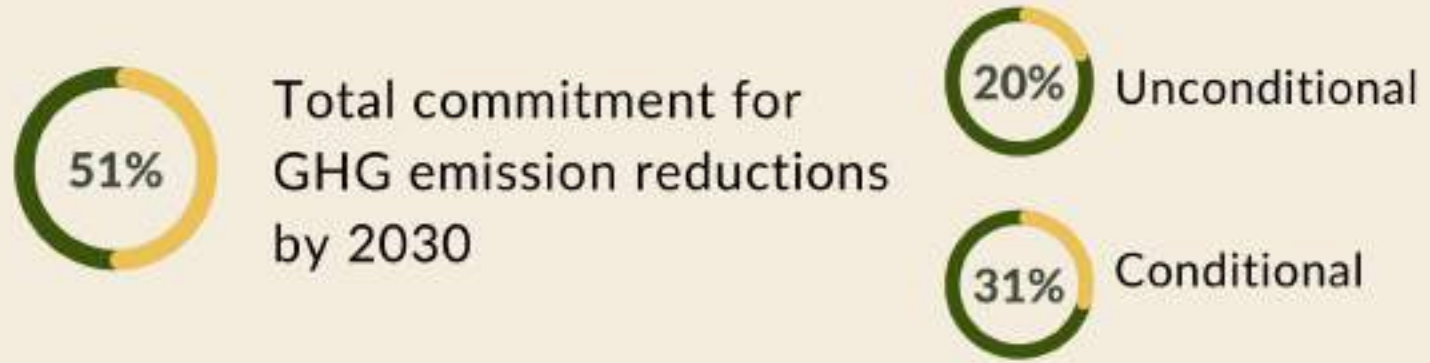 51%
Total commitment for
GHG emission reductions
by 2030
20%
Unconditional
31%
Conditional